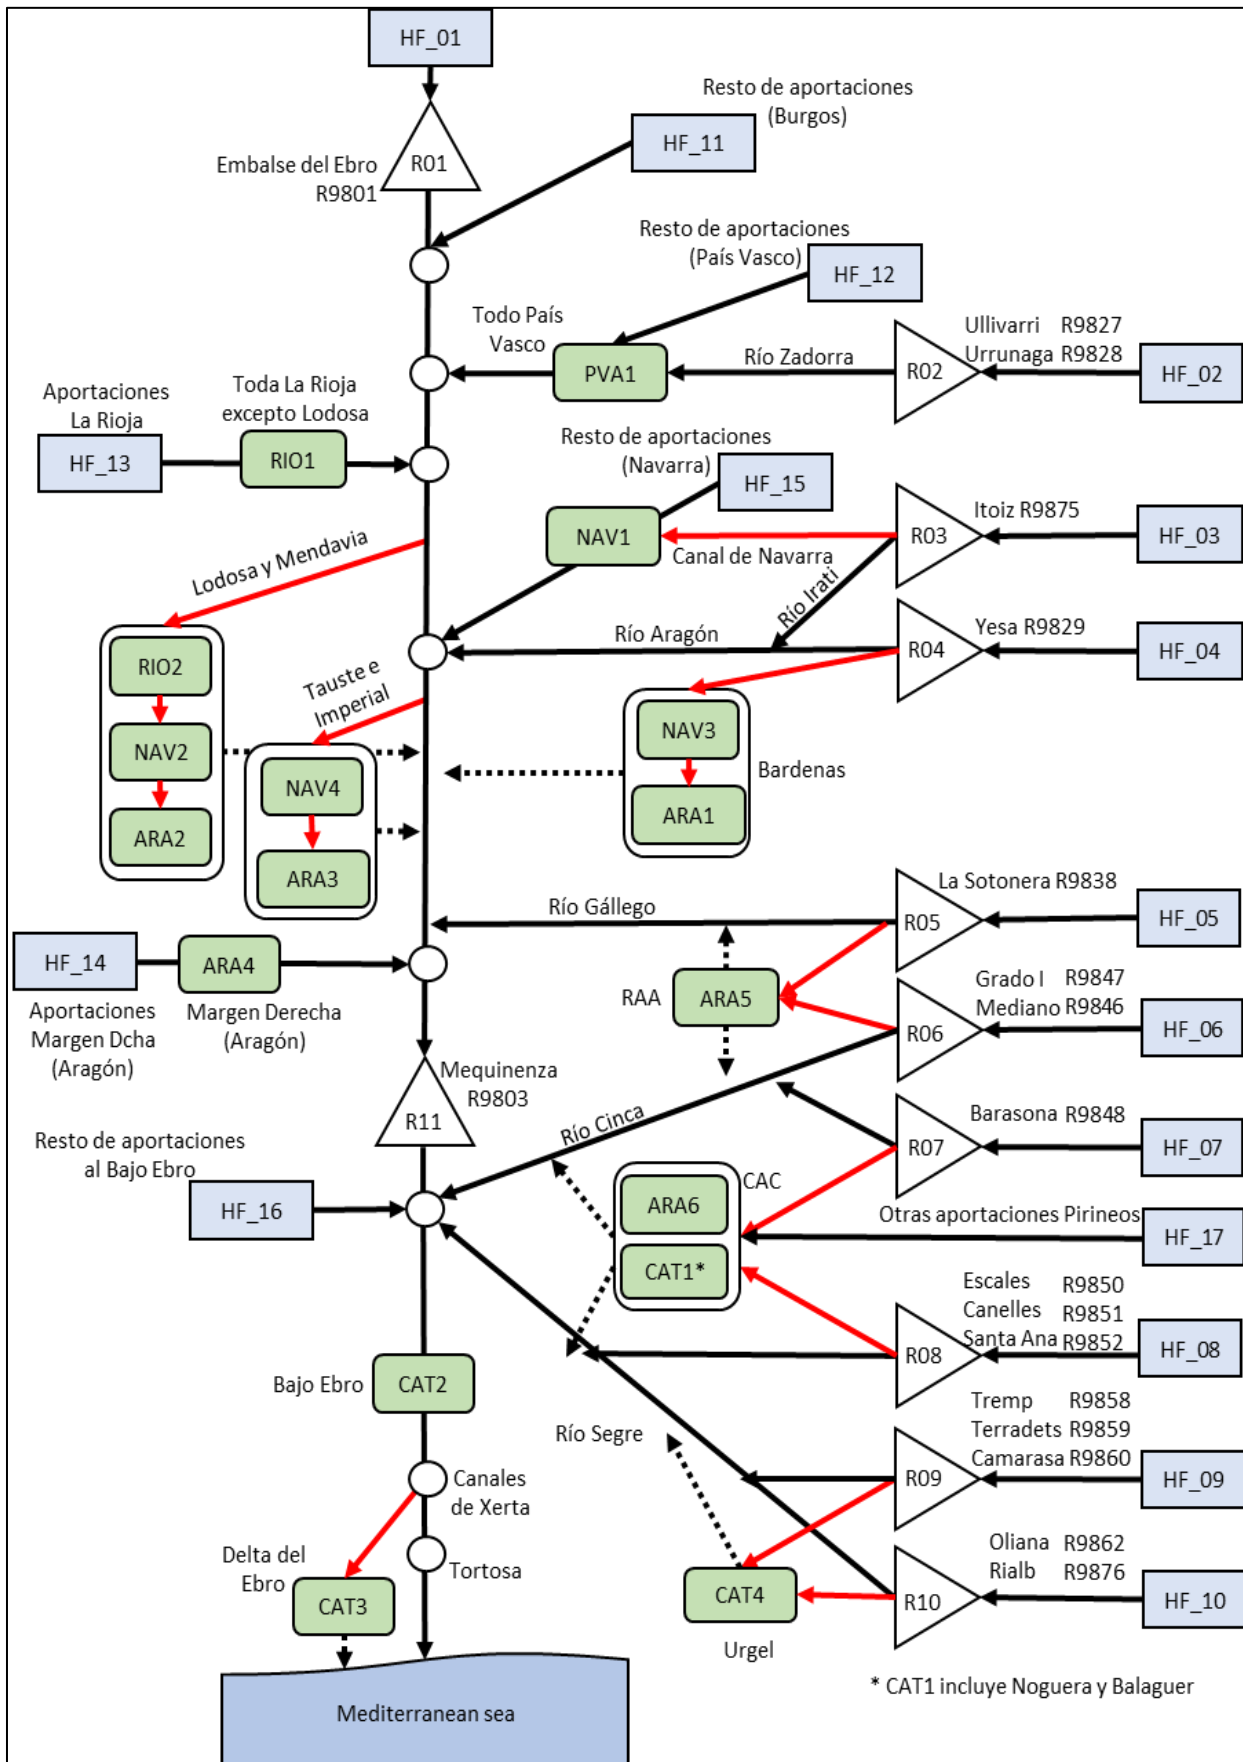 HF_01
Resto de aportaciones
(Burgos)
HF_11
R01
Embalse del Ebro
R9801
Resto de aportaciones
(País Vasco)
HF_12
Todo País
Vasco
PVA1
Río Zadorra
R02
Ullivarri R9827
Urrunaga R9828
HF_02
Aportaciones
La Rioja
HF_13
Toda La Rioja
excepto Lodosa
RIO1
Resto de aportaciones
(Navarra)
HF_15
NAV1
Canal de Navarra
R03
Itoiz R9875
HF_03
Río Irati
Lodosa y Mendavia
Río Aragón
R04
Yesa R9829
HF_04
RIO2
NAV2
ARA2
Tauste e
Imperial
NAV4
ARA3
NAV3
ARA1
Bardenas
La Sotonera R9838
Río Gállego
R05
HF_05
HF_14
Aportaciones
Margen Dcha
(Aragón)
ARA4
Margen Derecha
(Aragón)
RAA
ARA5
Grado I R9847
Mediano R9846
R06
HF_06
Mequinenza
R9803
R11
Río Cinca
Barasona R9848
R07
HF_07
Resto de aportaciones
al Bajo Ebro
HF_16
CAC
ARA6
CAT1*
Otras aportaciones Pirineos
HF_17
Escales R9850
Canelles R9851
Santa Ana R9852
R08
HF_08
Bajo Ebro
CAT2
Río Segre
Tremp R9858
Terradets R9859
Camarasa R9860
R09
HF_09
Canales
de Xerta
Delta del
Ebro
CAT3
Tortosa
CAT4
Urgel
Oliana R9862
Rialb R9876
R10
HF_10
* CAT1 incluye Noguera y Balaguer
Mediterranean sea